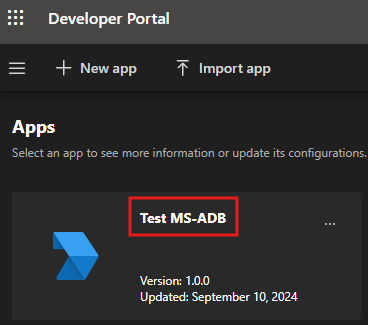 Developer Portal
New app
Import app
Apps
Select an app to see more information or update its configurations.
Test MS-ADB
...
Version: 1.0.0
Updated: September 10, 2024